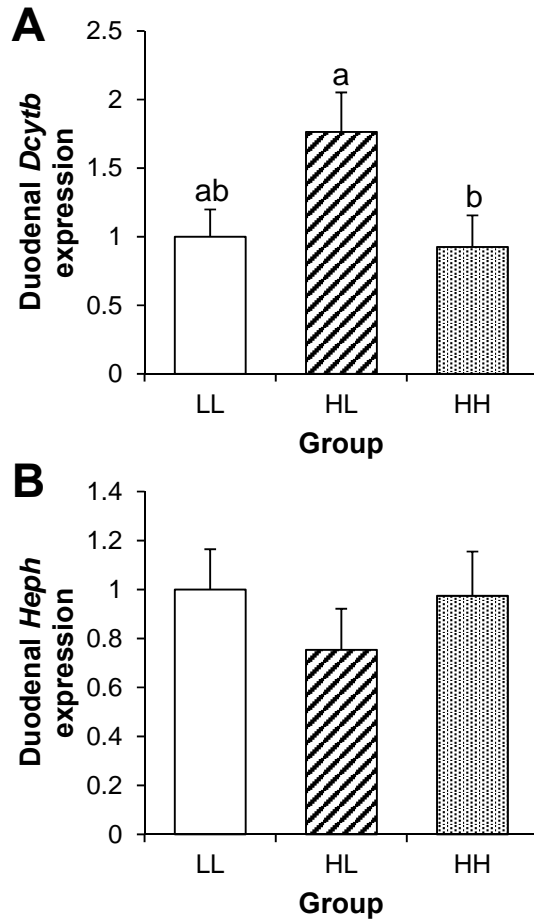 A
Duodenal Dcytb
expression
2.5
2
1.5
1
0.5
0
ab
a
b
LL HL HH
Group
B
Duodenal Heph
expression
1.4
1.2
1
0.8
0.6
0.4
0.2
0
LL HL HH
Group